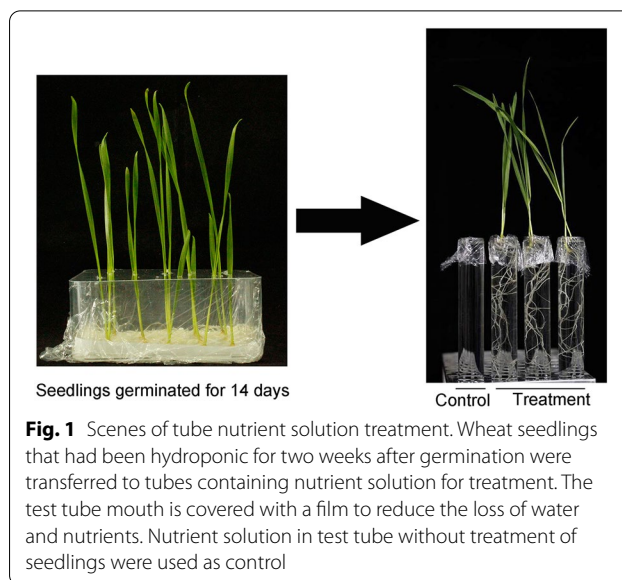 Seedlings germinated for 14 days
Control Treatment
Fig. 1 Scenes of tube nutrient solution treatment. Wheat seedlings
that had been hydroponic for two weeks after germination were
transferred to tubes containing nutrient solution for treatment. The
test tube mouth is covered with a film to reduce the loss of water
and nutrients. Nutrient solution in test tube without treatment of
seedlings were used as control